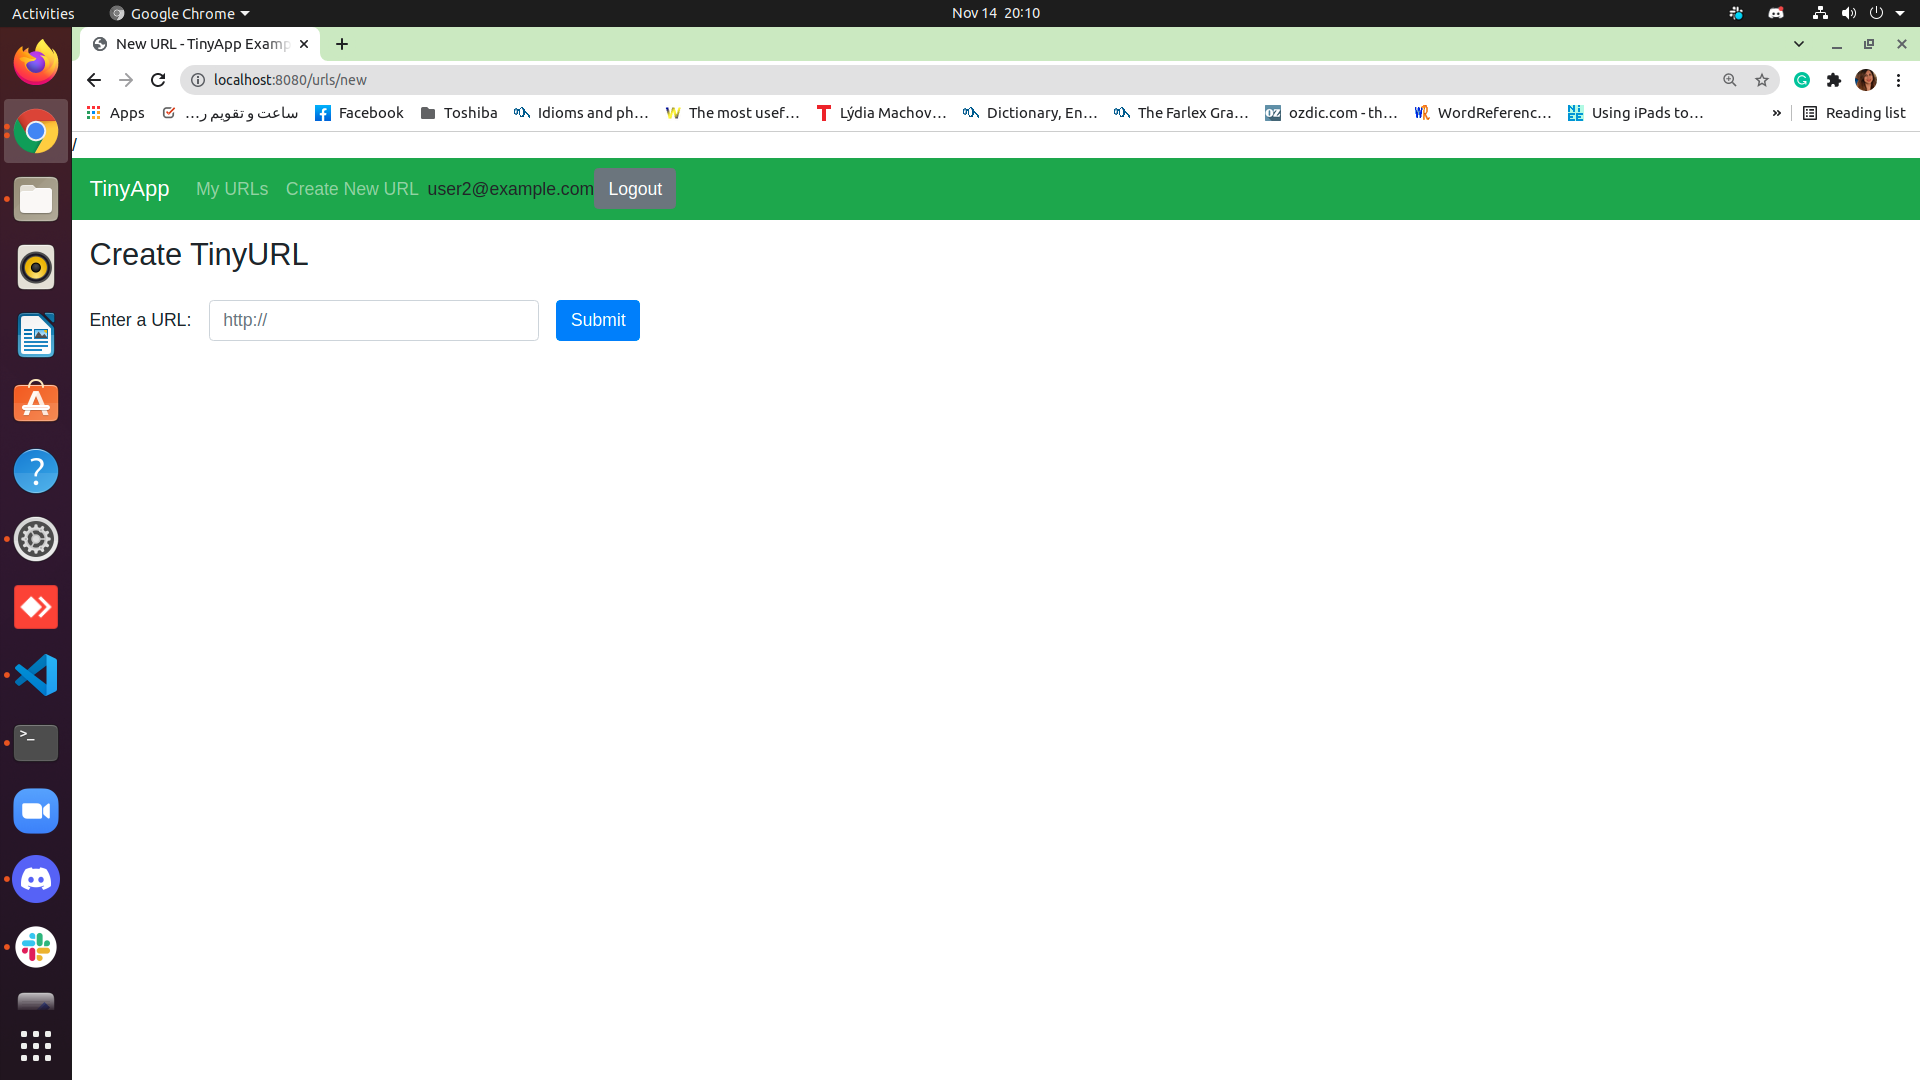 Activities Google Chrome Nov 14 20:10
New URL - TinyApp Examp
localhost:8080/urls/new
Apps ساعت و تقویم ر... Facebook Toshiba Idioms and ph... The most usef... Lýdia Machov... Dictionary, En... The Farlex Gra... OZ ozdic.com - th... WordReferenc... Using iPads to... » Reading list
/
TinyApp My URLs Create New URL user2@example.com Logout
Create TinyURL
Enter a URL: http:// Submit